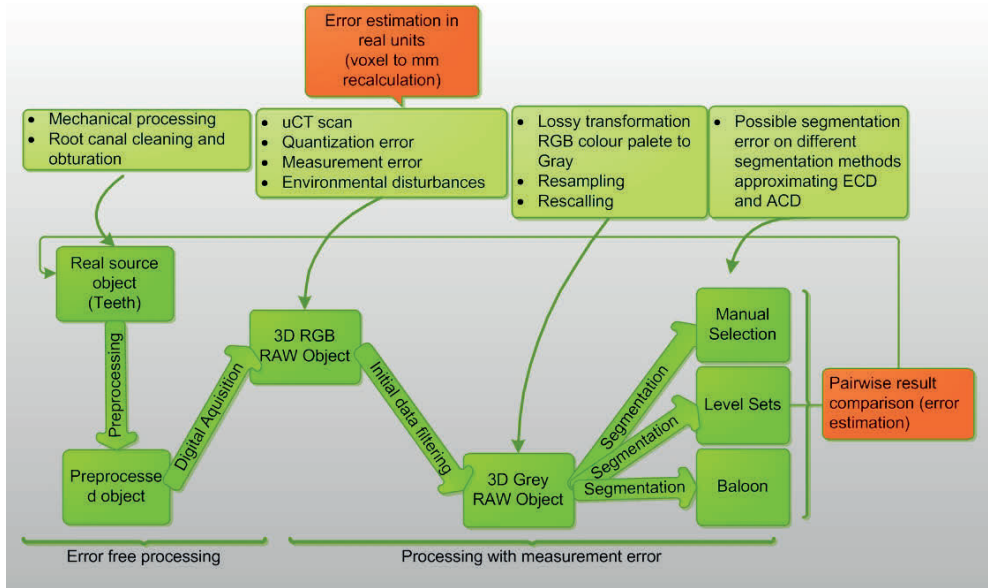 Error estimation in
real units
(voxel to mm
recalculation)
• Mechanical processing
• Root canal cleaning and
obturation
• uCT scan
• Quantization error
• Measurement error
• Environmental disturbances
• Lossy transformation
RGB colour palete to
Gray
• Resampling
• Rescalling
• Possible segmentation
error on different
segmentation methods
approximating ECD
and ACD
Real source
object
(Teeth)
Preprocessing
Preprocesse
d object
Digital Aquisition
3D RGB
RAW Object
Initial data filtering
3D Grey
RAW Object
Segmentation
Segmentation
Segmentation
Manual
Selection
Level Sets
Baloon
Pairwise result
comparison (error
estimation)
Error free processing
Processing with measurement error